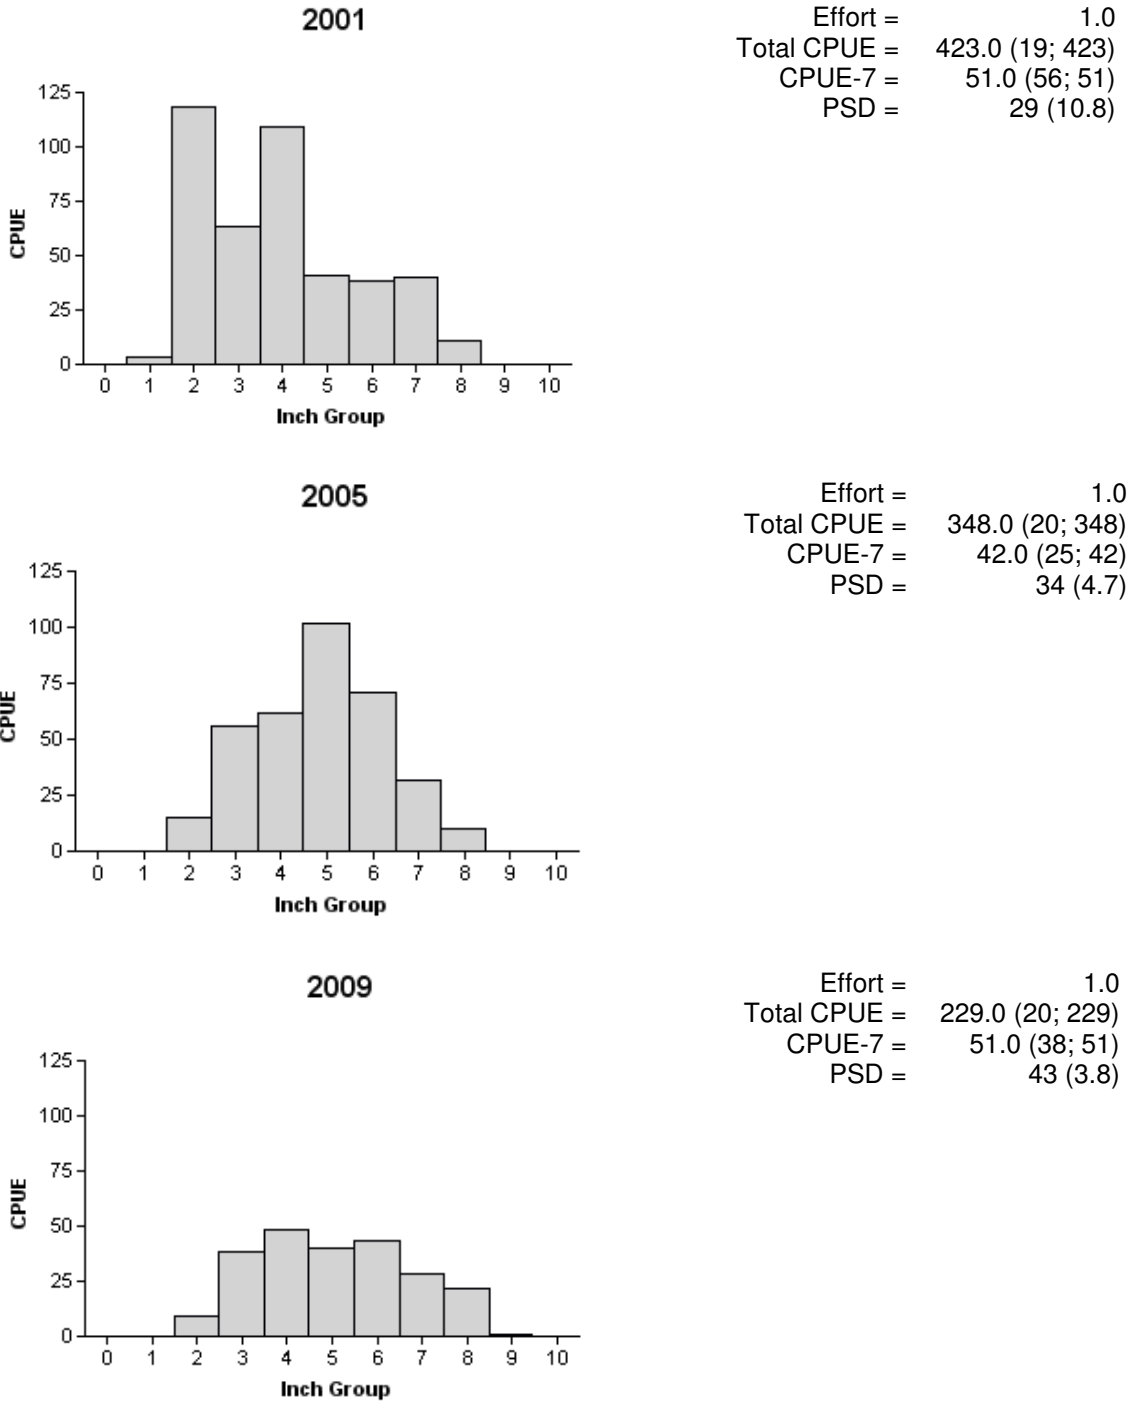 2001
Effort = 1.0
Total CPUE = 423.0 (19; 423)
CPUE-7 = 51.0 (56; 51)
PSD = 29 (10.8)
125
100
75
50
25
0
CPUE
0 1 2 3 4 5 6 7 8 9 10
Inch Group
2005
Effort = 1.0
Total CPUE = 348.0 (20; 348)
CPUE-7 = 42.0 (25; 42)
PSD = 34 (4.7)
125
100
75
50
25
0
CPUE
0 1 2 3 4 5 6 7 8 9 10
Inch Group
2009
Effort = 1.0
Total CPUE = 229.0 (20; 229)
CPUE-7 = 51.0 (38; 51)
PSD = 43 (3.8)
125
100
75
50
25
0
CPUE
0 1 2 3 4 5 6 7 8 9 10
Inch Group